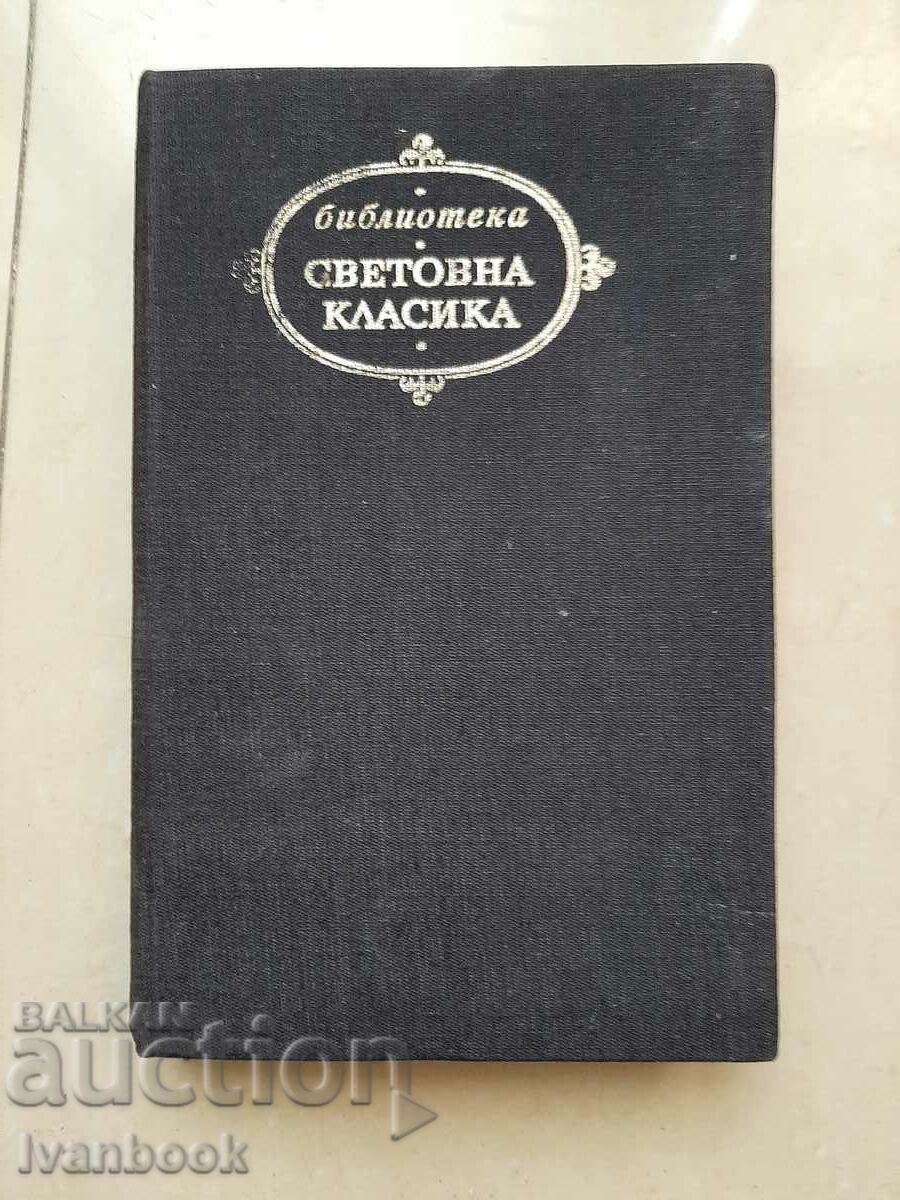 библиотека
СВЕТОВНА
КЛАСИКА
BALKAN
auction
Ivanbook